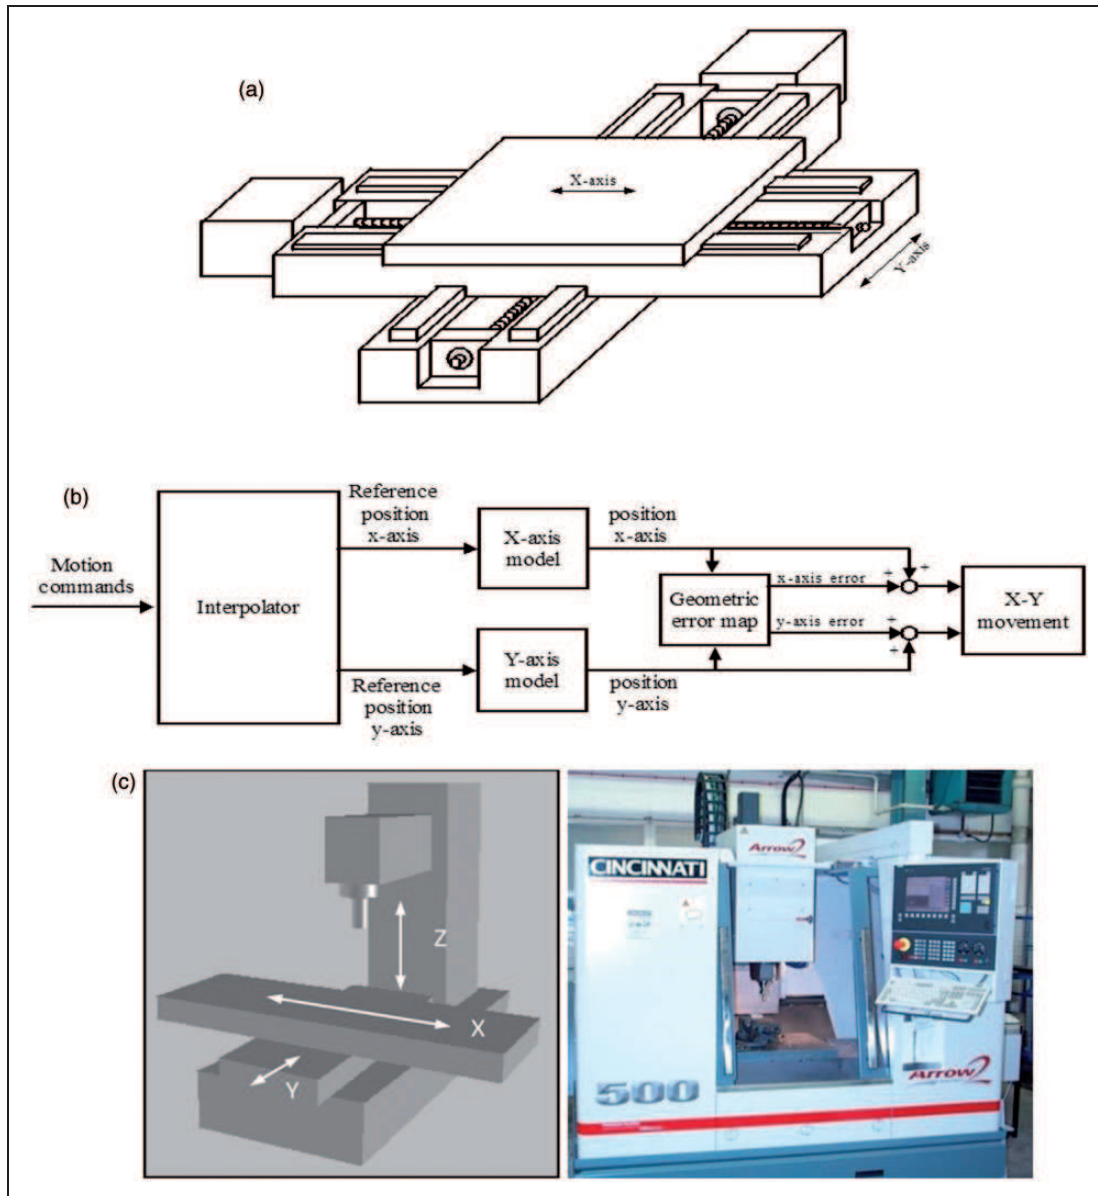 (a)
X-axis
Y-axis
(b)
Motion
commands
Interpolator
Reference
position
x-axis
X-axis
model
position
x-axis
Reference
position
y-axis
Y-axis
model
position
y-axis
Geometric
error map
x-axis error
y-axis error
+
+
+
+
X-Y
movement
(c)
Z
X
Y
CINCINNATI
Arrow2
500
Arrow2